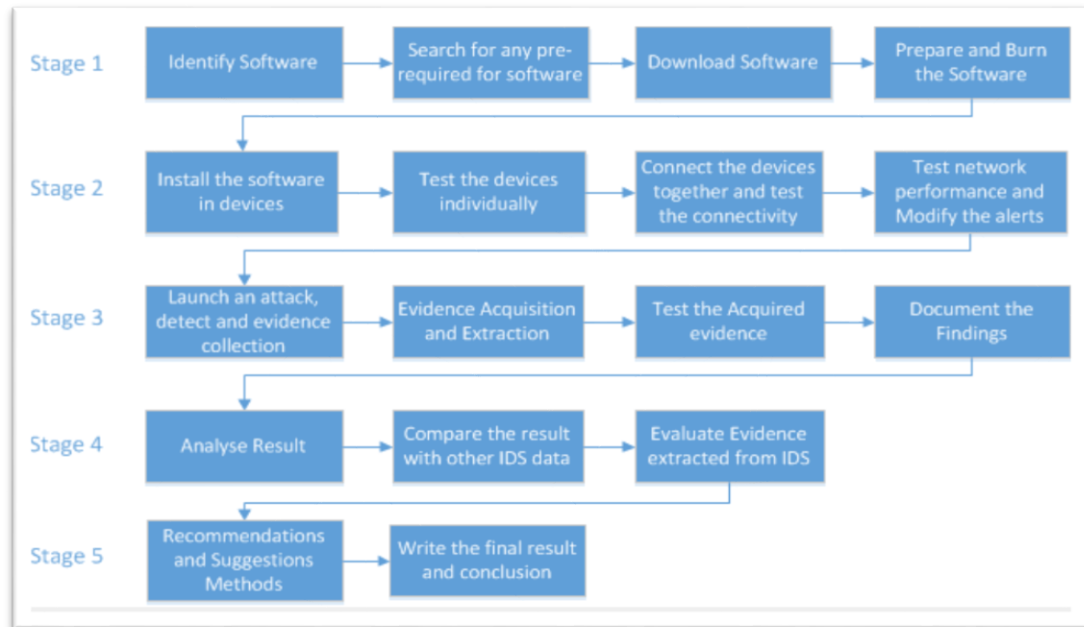 Stage 1
Identify Software
Search for any pre-
required for software
Download Software
Prepare and Burn
the Software
Stage 2
Install the software
in devices
Test the devices
individually
Connect the devices
together and test
the connectivity
Test network
performance and
Modify the alerts
Stage 3
Launch an attack,
detect and evidence
collection
Evidence Acquisition
and Extraction
Test the Acquired
evidence
Document the
Findings
Stage 4
Analyse Result
Compare the result
with other IDS data
Evaluate Evidence
extracted from IDS
Stage 5
Recommendations
and Suggestions
Methods
Write the final result
and conclusion